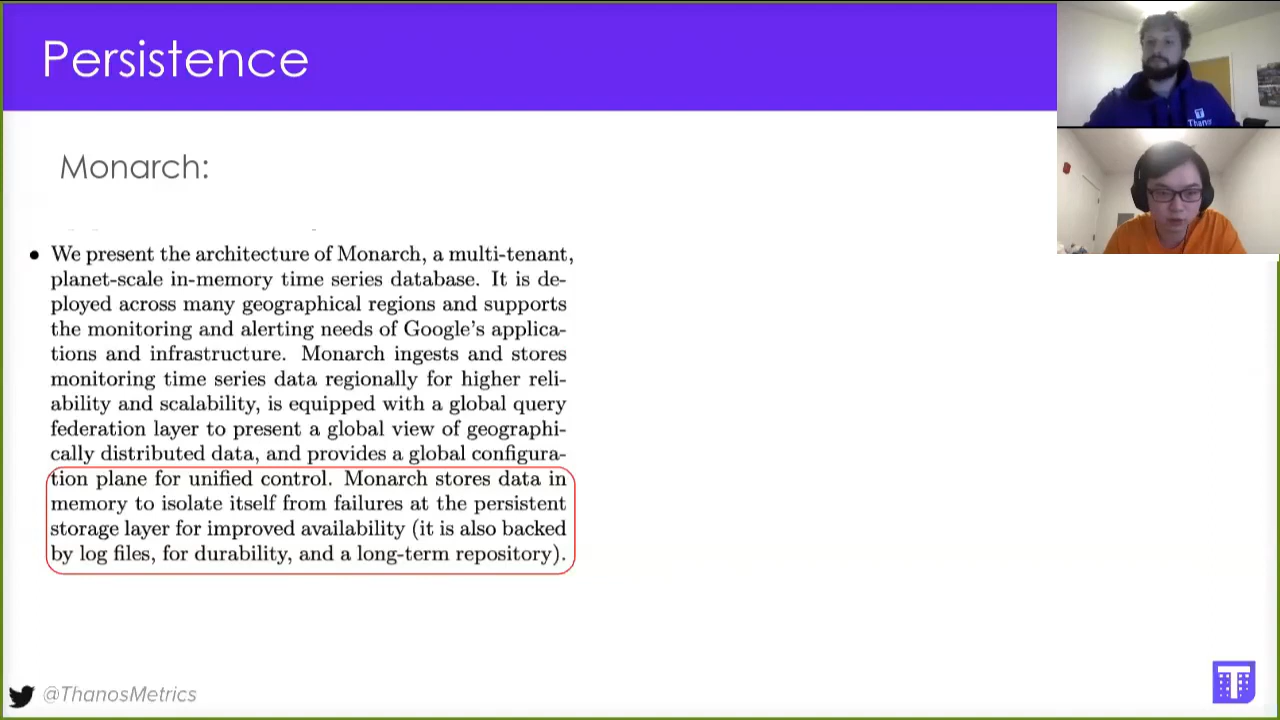 Persistence
Monarch:
• We present the architecture of Monarch, a multi-tenant,
planet-scale in-memory time series database. It is de-
ployed across many geographical regions and supports
the monitoring and alerting needs of Google's applica-
tions and infrastructure. Monarch ingests and stores
monitoring time series data regionally for higher reli-
ability and scalability, is equipped with a global query
federation layer to present a global view of geographi-
cally distributed data, and provides a global configura-
tion plane for unified control. Monarch stores data in
memory to isolate itself from failures at the persistent
storage layer for improved availability (it is also backed
by log files, for durability, and a long-term repository).
@ThanosMetrics
T
T
Thanos